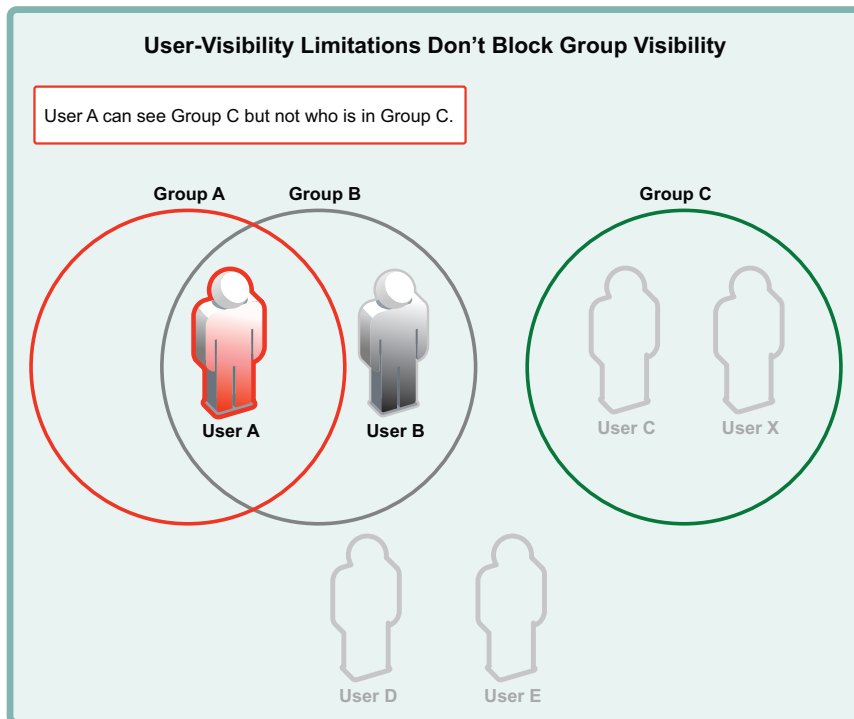 User-Visibility Limitations Don’t Block Group Visibility
User A can see Group C but not who is in Group C.
Group A
Group B
Group C
User A
User B
User C
User X
User D
User E